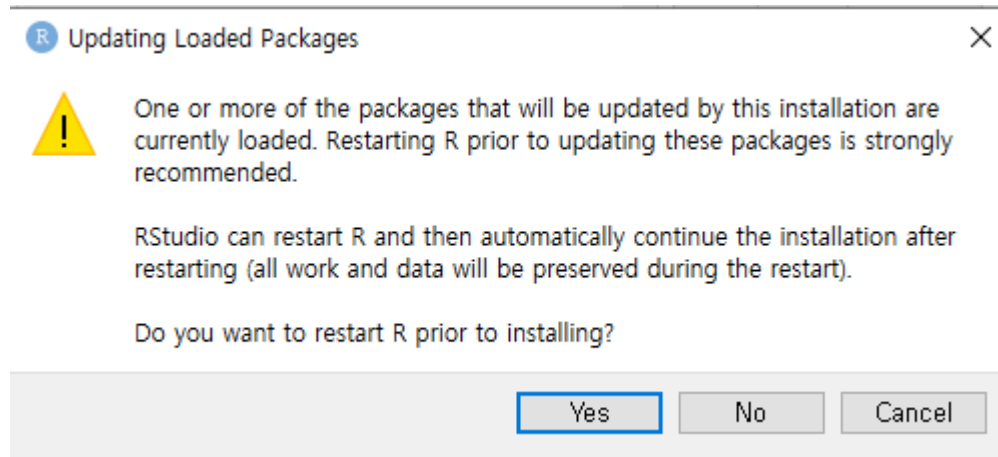 R Updating Loaded Packages
!
One or more of the packages that will be updated by this installation are
currently loaded. Restarting R prior to updating these packages is strongly
recommended.
RStudio can restart R and then automatically continue the installation after
restarting (all work and data will be preserved during the restart).
Do you want to restart R prior to installing?
Yes No Cancel